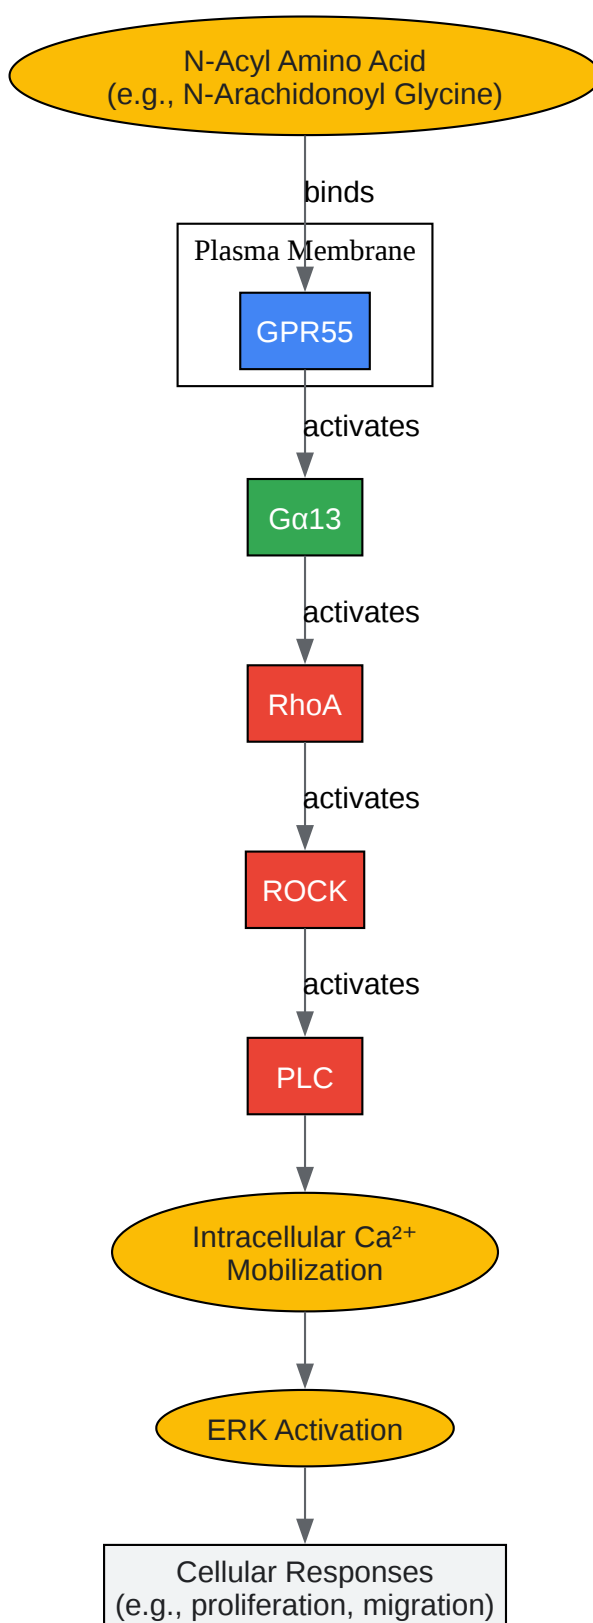 N-Acyl Amino Acid
(e.g., N-Arachidonoyl Glycine)
binds
Plasma Membrane
GPR55
activates
Gα13
activates
RhoA
activates
ROCK
activates
PLC
Intracellular Ca²⁺
Mobilization
ERK Activation
Cellular Responses
(e.g., proliferation, migration)